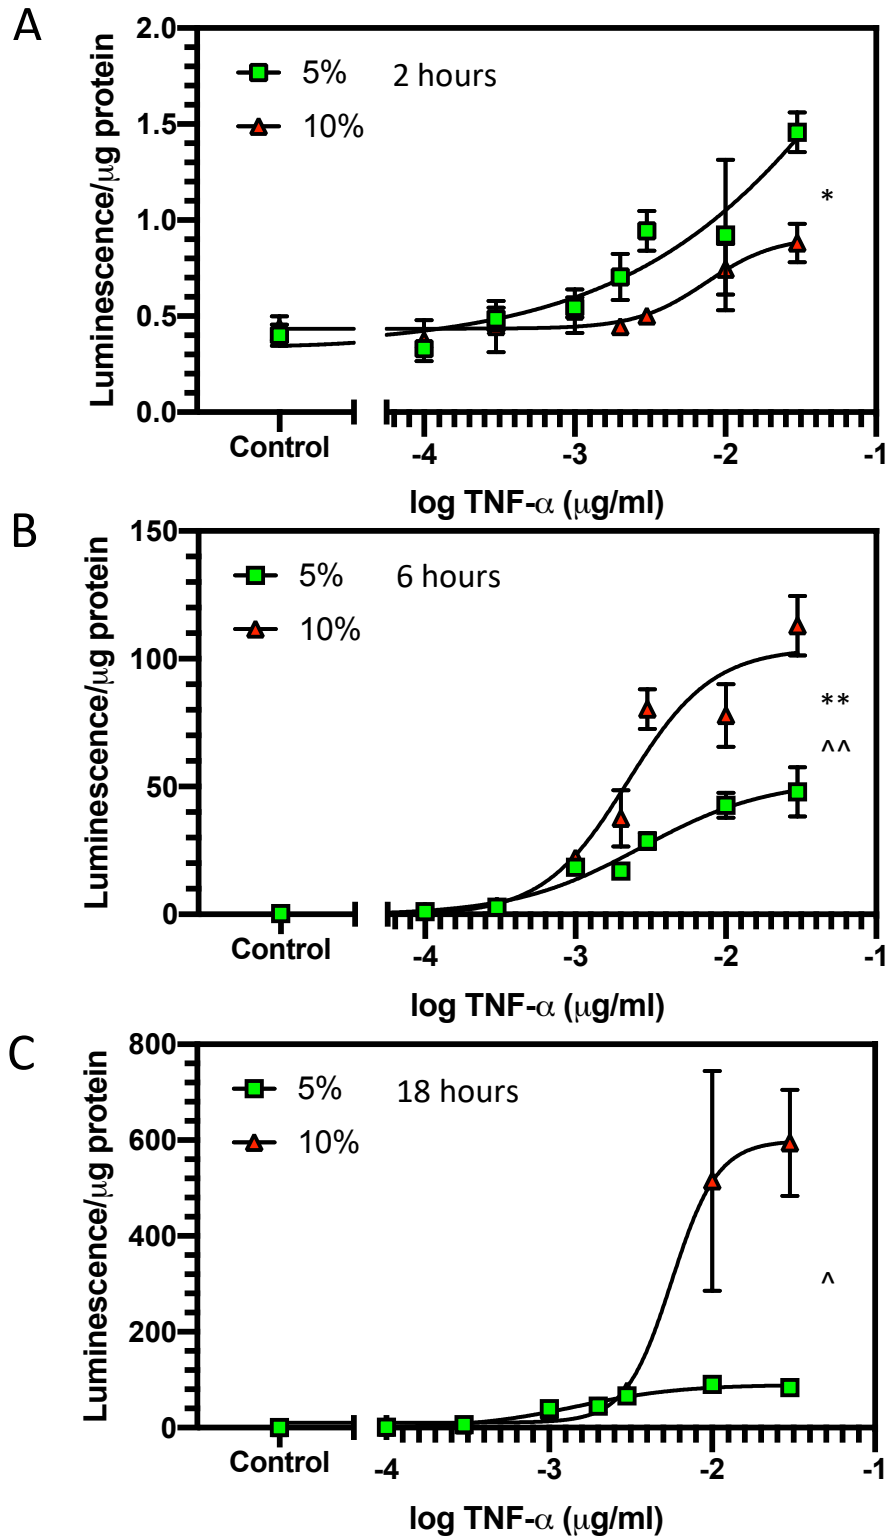 A
Luminescence/μg protein
2.0
1.5
1.0
0.5
0.0
5%
10%
2 hours
*
Control
-4
-3
-2
-1
log TNF-α (μg/ml)
B
Luminescence/μg protein
150
100
50
0
5%
10%
6 hours
**
^^
Control
-4
-3
-2
-1
log TNF-α (μg/ml)
C
Luminescence/μg protein
800
600
400
200
0
5%
10%
18 hours
^
Control
-4
-3
-2
-1
log TNF-α (μg/ml)